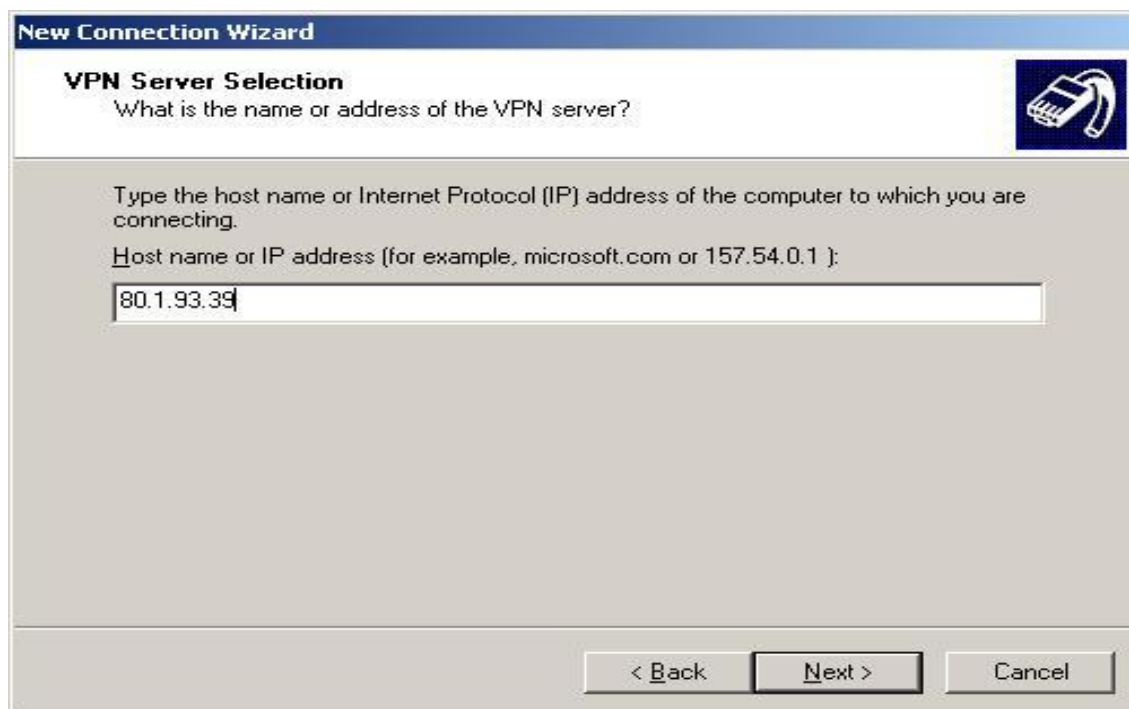 New Connection Wizard
VPN Server Selection
What is the name or address of the VPN server?
Type the host name or Internet Protocol (IP) address of the computer to which you are
connecting.
Host name or IP address (for example, microsoft.com or 157.54.0.1 ):
80.1.93.39
< Back
Next >
Cancel